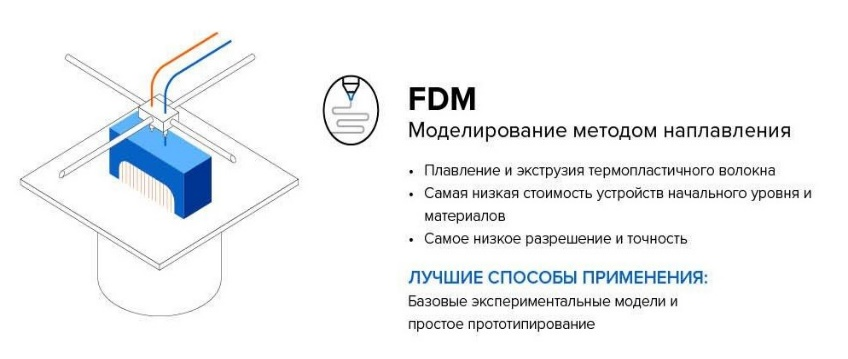 FDM
Моделирование методом наплавления
• Плавление и экструзия термопластичного волокна
• Самая низкая стоимость устройств начального уровня и
материалов
• Самое низкое разрешение и точность
ЛУЧШИЕ СПОСОБЫ ПРИМЕНЕНИЯ:
Базовые экспериментальные модели и
простое прототипирование